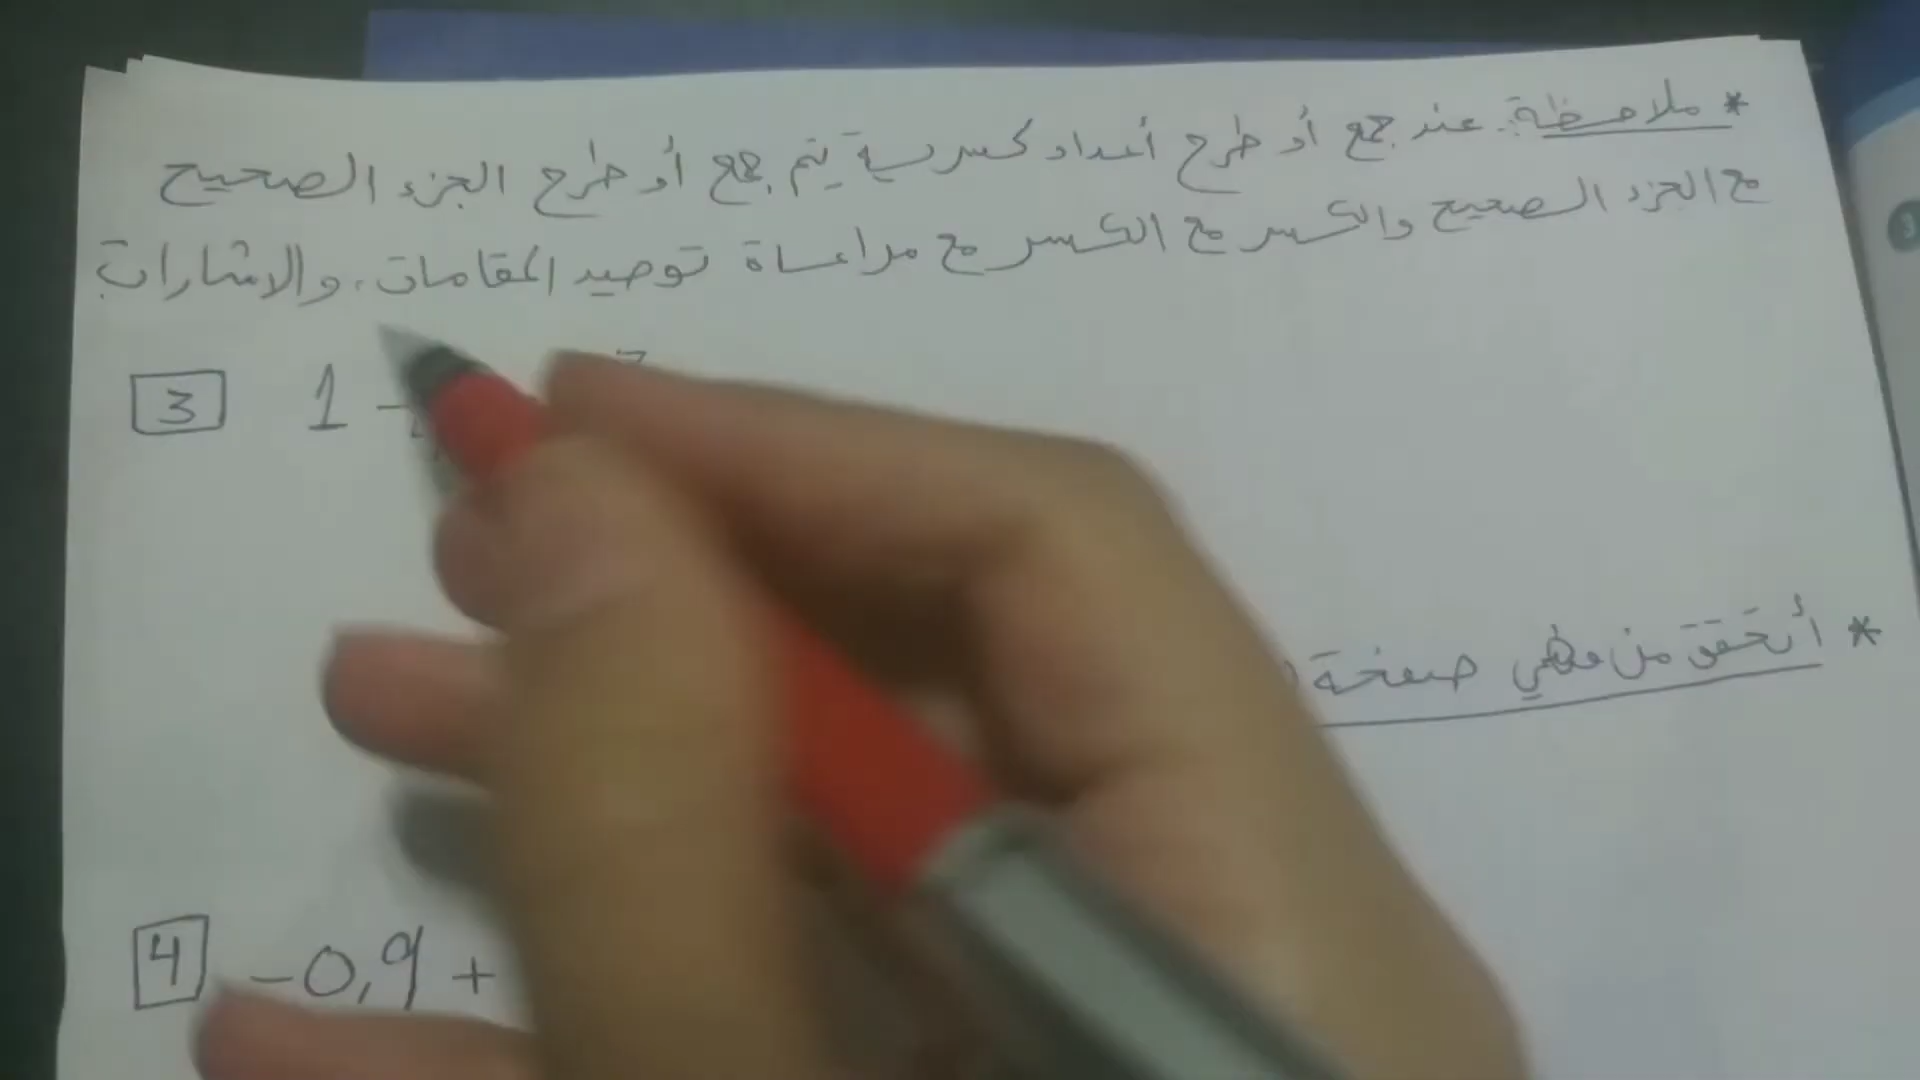 * ملاحظة: عند جمع أو طرح أعداد كسرية يتم جمع أو طرح الجزء الصحيح
مع الجزء الصحيح والكسر مع الكسر مع مراعاة توحيد المقامات، والاشارات
3 1
* أتحقق من فهمي صفحة
4 -0,9 +